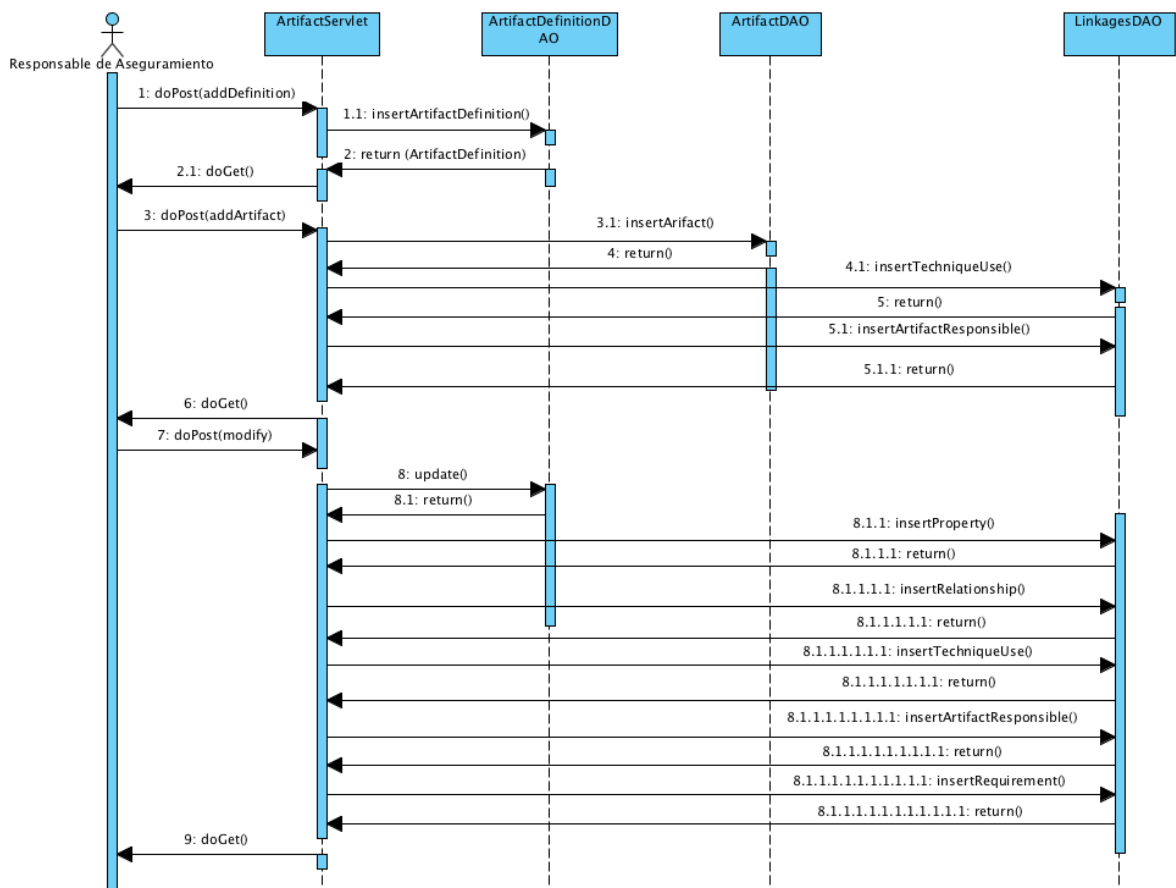 ArtifactServlet
ArtifactDefinitionD
AO
ArtifactDAO
LinkagesDAO
Responsable de Aseguramiento
1: doPost(addDefinition)
1.1: insertArtifactDefinition()
2: return (ArtifactDefinition)
2.1: doGet()
3: doPost(addArtifact)
3.1: insertArifact()
4: return()
4.1: insertTechniqueUse()
5: return()
5.1: insertArtifactResponsible()
5.1.1: return()
6: doGet()
7: doPost(modify)
8: update()
8.1: return()
8.1.1: insertProperty()
8.1.1.1: return()
8.1.1.1.1: insertRelationship()
8.1.1.1.1.1: return()
8.1.1.1.1.1.1: insertTechniqueUse()
8.1.1.1.1.1.1.1: return()
8.1.1.1.1.1.1.1.1: insertArtifactResponsible()
8.1.1.1.1.1.1.1.1.1: return()
8.1.1.1.1.1.1.1.1.1.1: insertRequirement()
8.1.1.1.1.1.1.1.1.1.1.1: return()
9: doGet()